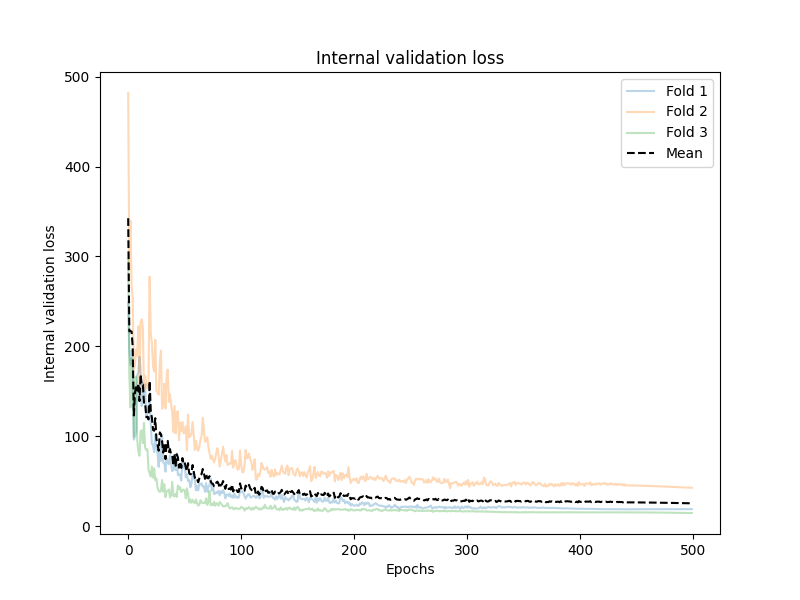 Internal validation loss
500
400
300
200
100
0
Internal validation loss
Fold 1
Fold 2
Fold 3
Mean
0
100
200
300
400
500
Epochs